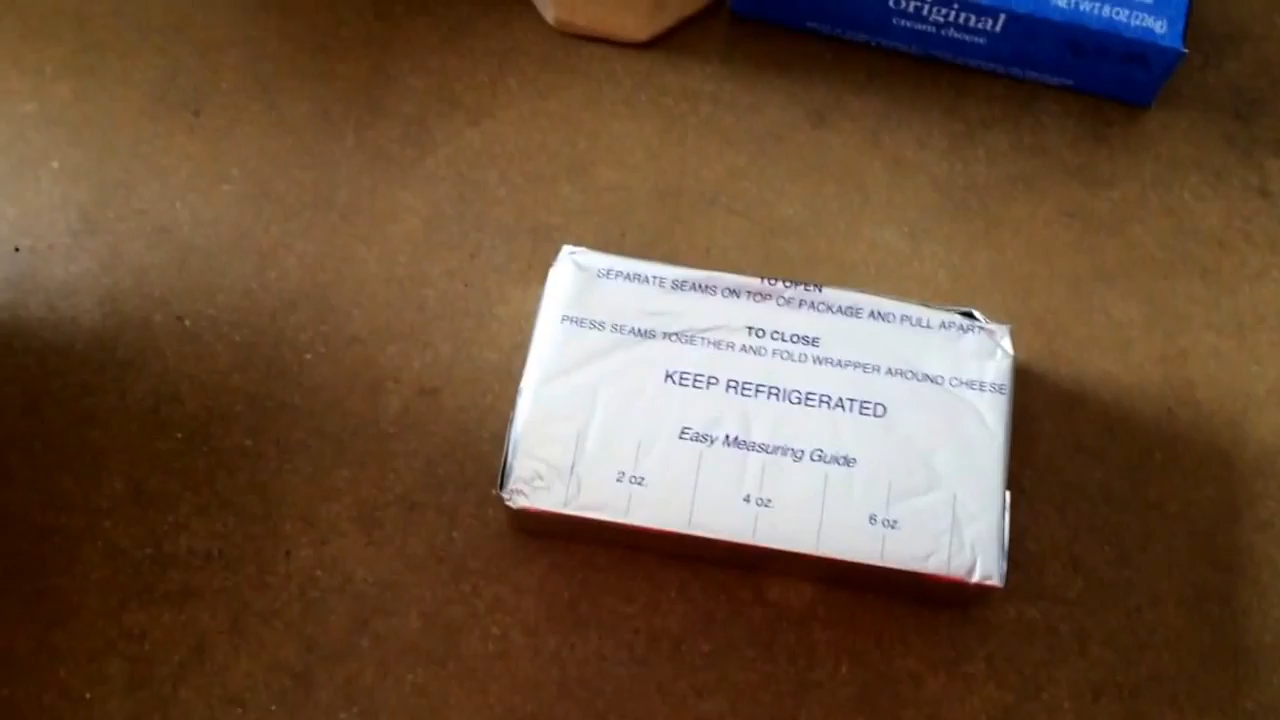 original
cream cheese
NET WT 8 OZ (226g)
TO OPEN
SEPARATE SEAMS ON TOP OF PACKAGE AND PULL APART
TO CLOSE
PRESS SEAMS TOGETHER AND FOLD WRAPPER AROUND CHEESE
KEEP REFRIGERATED
Easy Measuring Guide
2 oz. 4 oz. 6 oz.